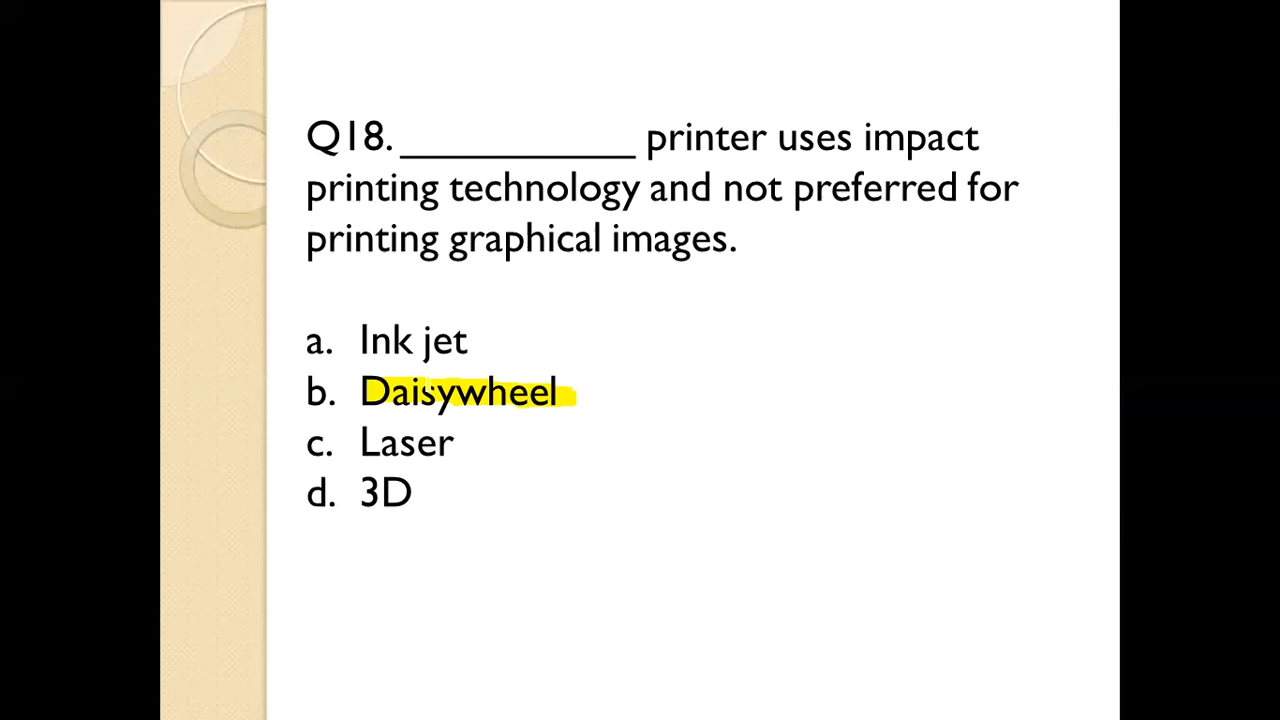 Q18. ___________ printer uses impact
printing technology and not preferred for
printing graphical images.
a. Ink jet
b. Daisywheel
c. Laser
d. 3D